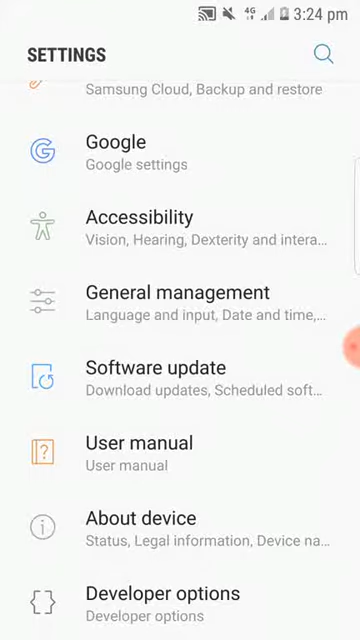 4G 3:24 pm
SETTINGS
Samsung Cloud, Backup and restore
Google
Google settings
Accessibility
Vision, Hearing, Dexterity and intera...
General management
Language and input, Date and time,...
Software update
Download updates, Scheduled soft...
User manual
User manual
About device
Status, Legal information, Device na...
Developer options
Developer options